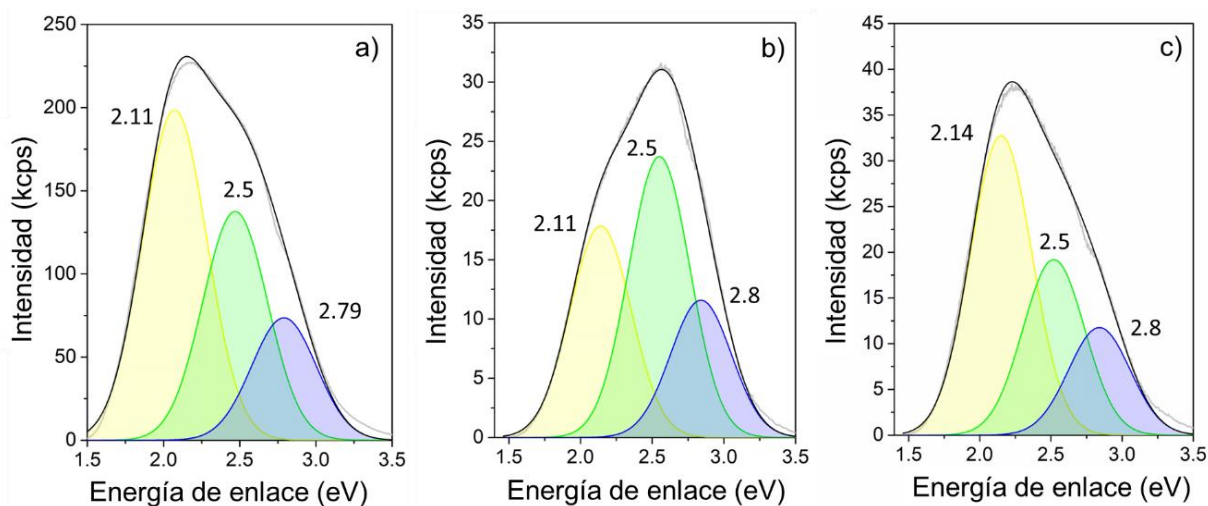 a)
Intensidad (kcps)
250
200
150
100
50
0
2.11
2.5
2.79
1.5 2.0 2.5 3.0 3.5
Energía de enlace (eV)
b)
Intensidad (kcps)
35
30
25
20
15
10
5
0
2.11
2.5
2.8
1.5 2.0 2.5 3.0 3.5
Energía de enlace (eV)
c)
Intensidad (kcps)
45
40
35
30
25
20
15
10
5
0
2.14
2.5
2.8
1.5 2.0 2.5 3.0 3.5
Energía de enlace (eV)